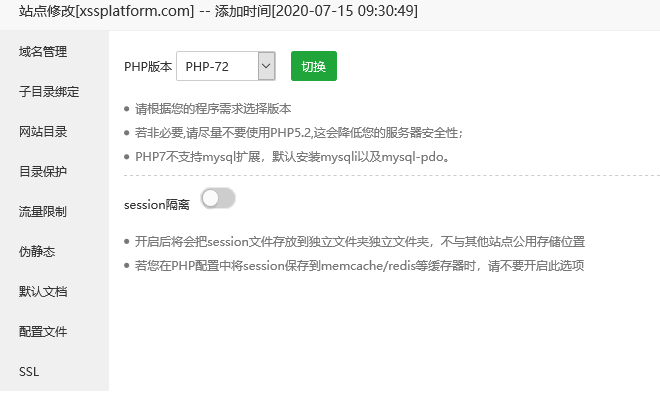 站点修改[xssplatform.com] -- 添加时间[2020-07-15 09:30:49]
域名管理
子目录绑定
网站目录
目录保护
流量限制
伪静态
默认文档
配置文件
SSL
PHP版本 PHP-72 切换
请根据您的程序需求选择版本
若非必要,请尽量不要使用PHP5.2,这会降低您的服务器安全性；
PHP7不支持mysql扩展，默认安装mysqli以及mysql-pdo。
session隔离
开启后将会把session文件存放到独立文件夹独立文件夹，不与其他站点公用存储位置
若您在PHP配置中将session保存到memcache/redis等缓存器时，请不要开启此选项